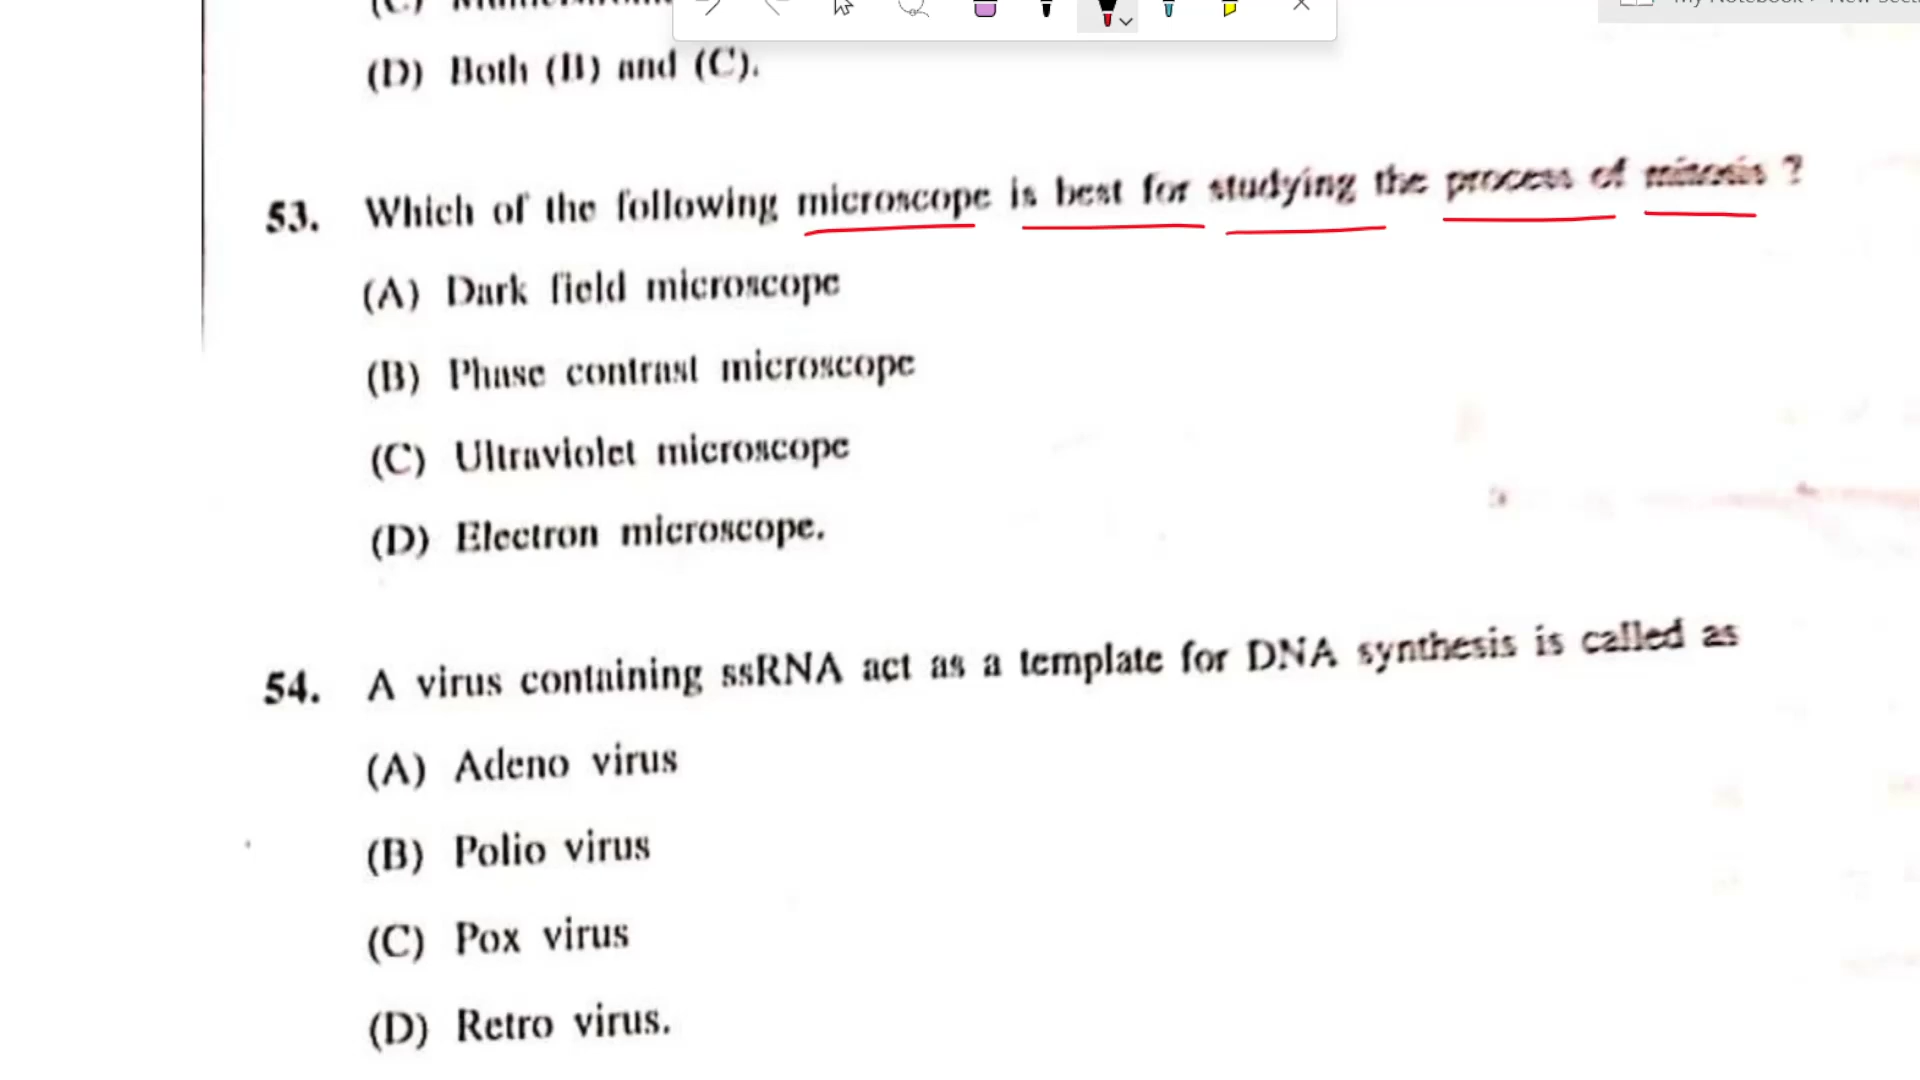 (D) Both (B) and (C).
53. Which of the following microscope is best for studying the process of mitosis ?
(A) Dark field microscope
(B) Phase contrast microscope
(C) Ultraviolet microscope
(D) Electron microscope.
54. A virus containing ssRNA act as a template for DNA synthesis is called as
(A) Adeno virus
(B) Polio virus
(C) Pox virus
(D) Retro virus.